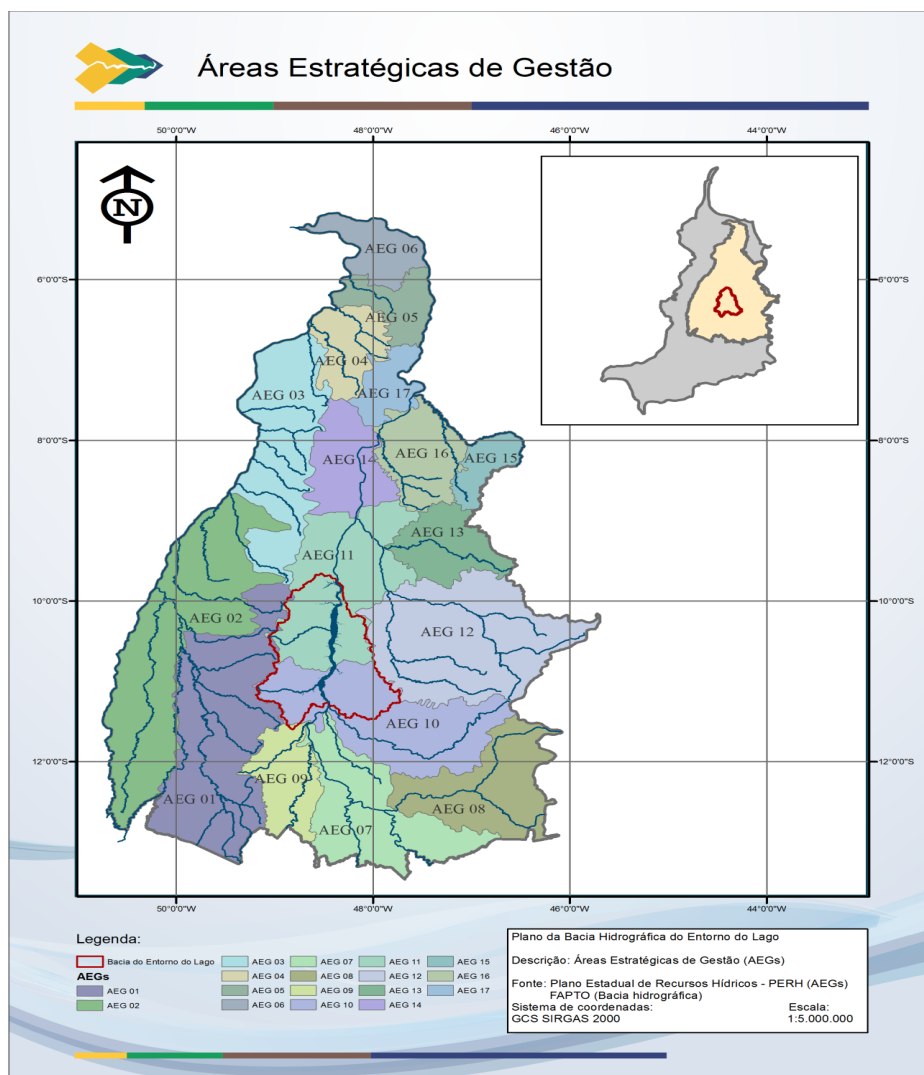 Áreas Estratégicas de Gestão
50°0'0"W 48°0'0"W 46°0'0"W 44°0'0"W
N
AEG 06
6°0'0"S 6°0'0"S
AEG 05
AEG 04
AEG 03
AEG 17
8°0'0"S 8°0'0"S
AEG 16
AEG 14
AEG 15
AEG 13
AEG 11
10°0'0"S 10°0'0"S
AEG 02
AEG 12
AEG 10
12°0'0"S 12°0'0"S
AEG 09
AEG 01
AEG 08
AEG 07
50°0'0"W 48°0'0"W 46°0'0"W 44°0'0"W
Legenda:
Bacia do Entorno do Lago
AEGs
AEG 01
AEG 02
AEG 03
AEG 04
AEG 05
AEG 06
AEG 07
AEG 08
AEG 09
AEG 10
AEG 11
AEG 12
AEG 13
AEG 14
AEG 15
AEG 16
AEG 17
Plano da Bacia Hidrográfica do Entorno do Lago
Descrição: Áreas Estratégicas de Gestão (AEGs)
Fonte: Plano Estadual de Recursos Hídricos - PERH (AEGs)
FAPTO (Bacia hidrográfica)
Sistema de coordenadas:
GCS SIRGAS 2000
Escala:
1:5.000.000